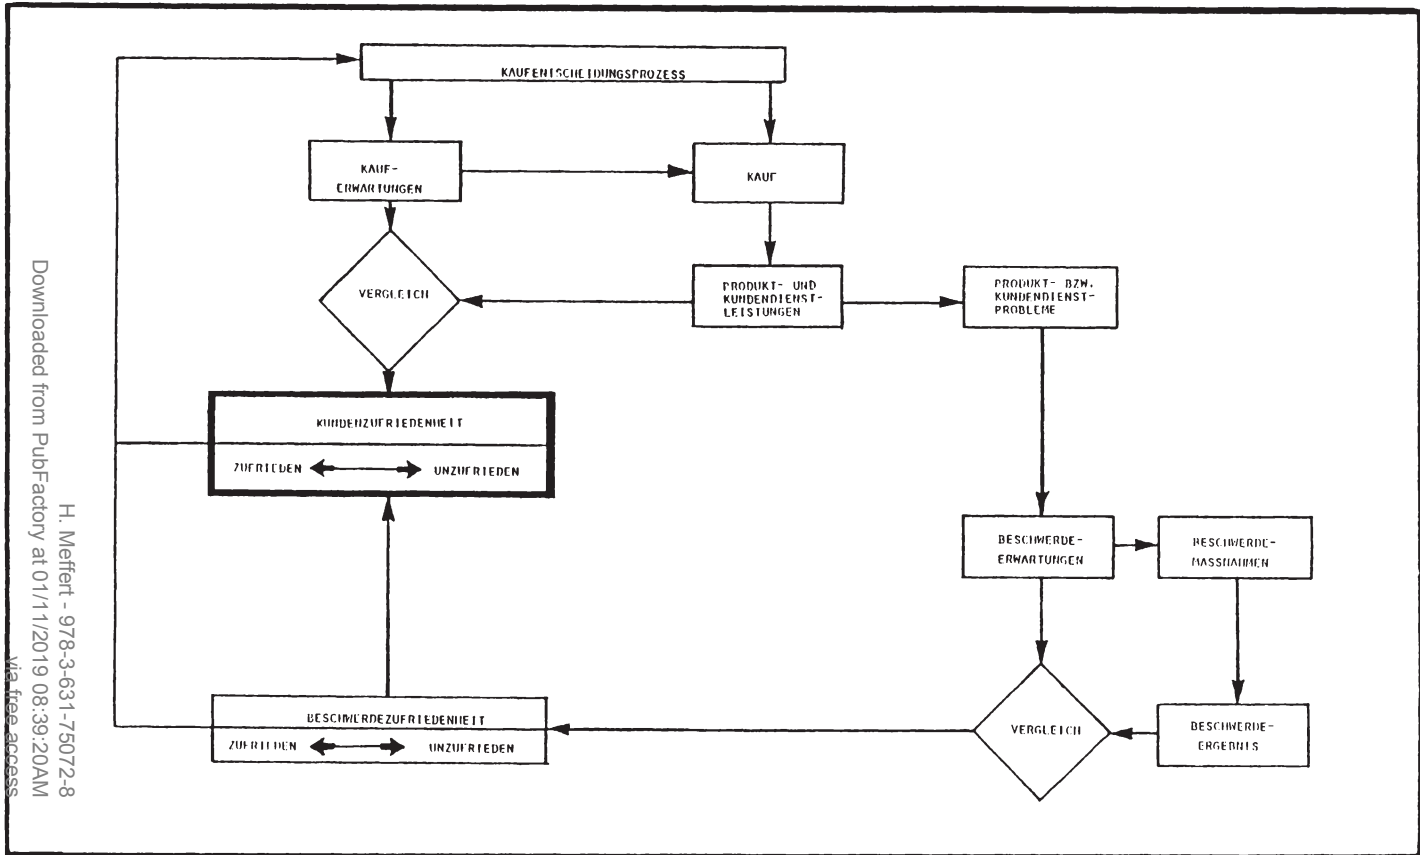 KAUFENTSCHEIDUNGSPROZESS
KAUF-
ERWARTUNGEN
KAUF
VERGLEICH
PRODUKT- UND
KUNDENDIENST-
LEISTUNGEN
PRODUKT- BZW.
KUNDENDIENST-
PROBLEME
KUNDENZUFRIEDENHEIT
ZUFRIEDEN
UNZUFRIEDEN
BESCHWERDE-
ERWARTUNGEN
BESCHWERDE-
MASSNAHMEN
BESCHWERDEZUFRIEDENHEIT
ZUFRIEDEN
UNZUFRIEDEN
VERGLEICH
BESCHWERDE-
ERGEBNIS
H. Meffert - 978-3-631-75072-8
Downloaded from PubFactory at 01/11/2019 08:39:20AM
via free access